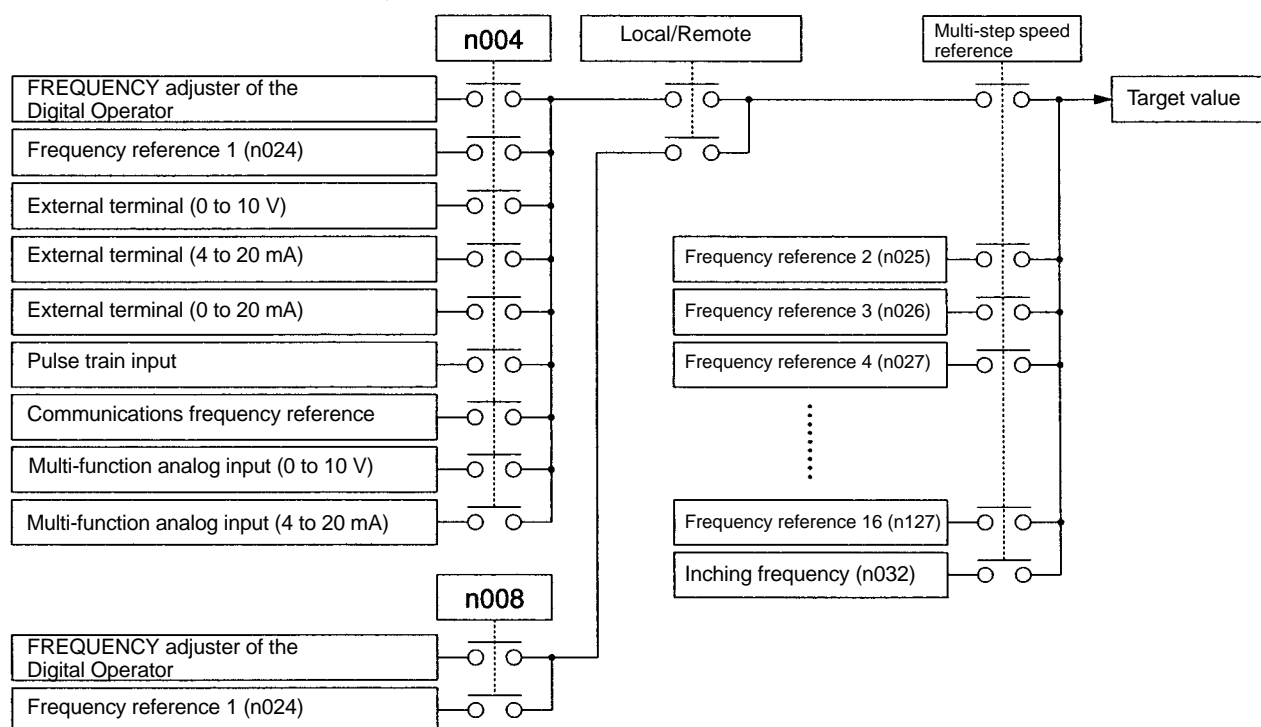 n004
Local/Remote
Multi-step speed
reference
FREQUENCY adjuster of the
Digital Operator
Target value
Frequency reference 1 (n024)
External terminal (0 to 10 V)
External terminal (4 to 20 mA)
Frequency reference 2 (n025)
External terminal (0 to 20 mA)
Frequency reference 3 (n026)
Pulse train input
Frequency reference 4 (n027)
Communications frequency reference
Multi-function analog input (0 to 10 V)
Multi-function analog input (4 to 20 mA)
Frequency reference 16 (n127)
Inching frequency (n032)
n008
FREQUENCY adjuster of the
Digital Operator
Frequency reference 1 (n024)